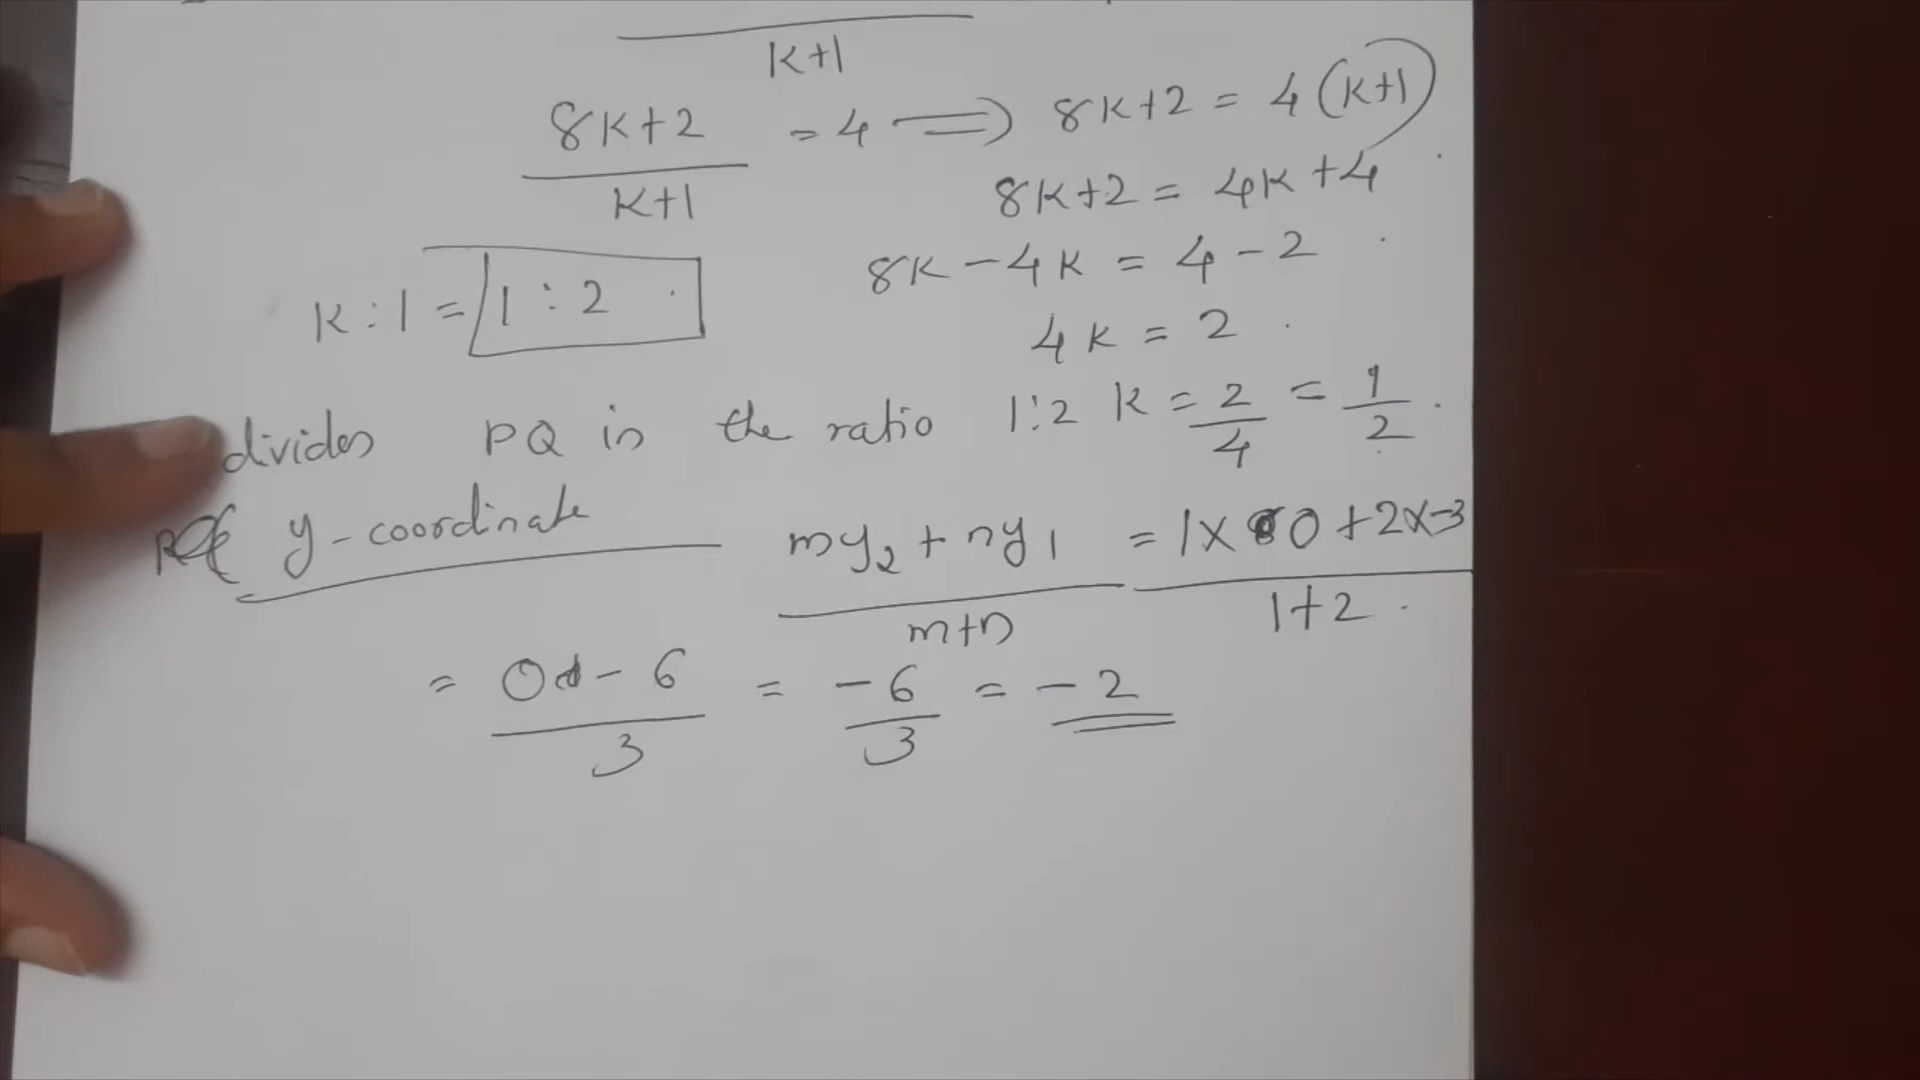 K+1
8K+2 = 4 ⟹ 8K+2 = 4 (K+1)
K+1
8K+2 = 4K+4
8K-4K = 4-2
K:1 = 1:2
4K = 2
divides PQ in the ratio 1:2 K = 2/4 = 1/2
y-coordinate my₂+ny₁ = 1×0+2×-3
m+n 1+2
= 0+-6 = -6 = -2
3 3